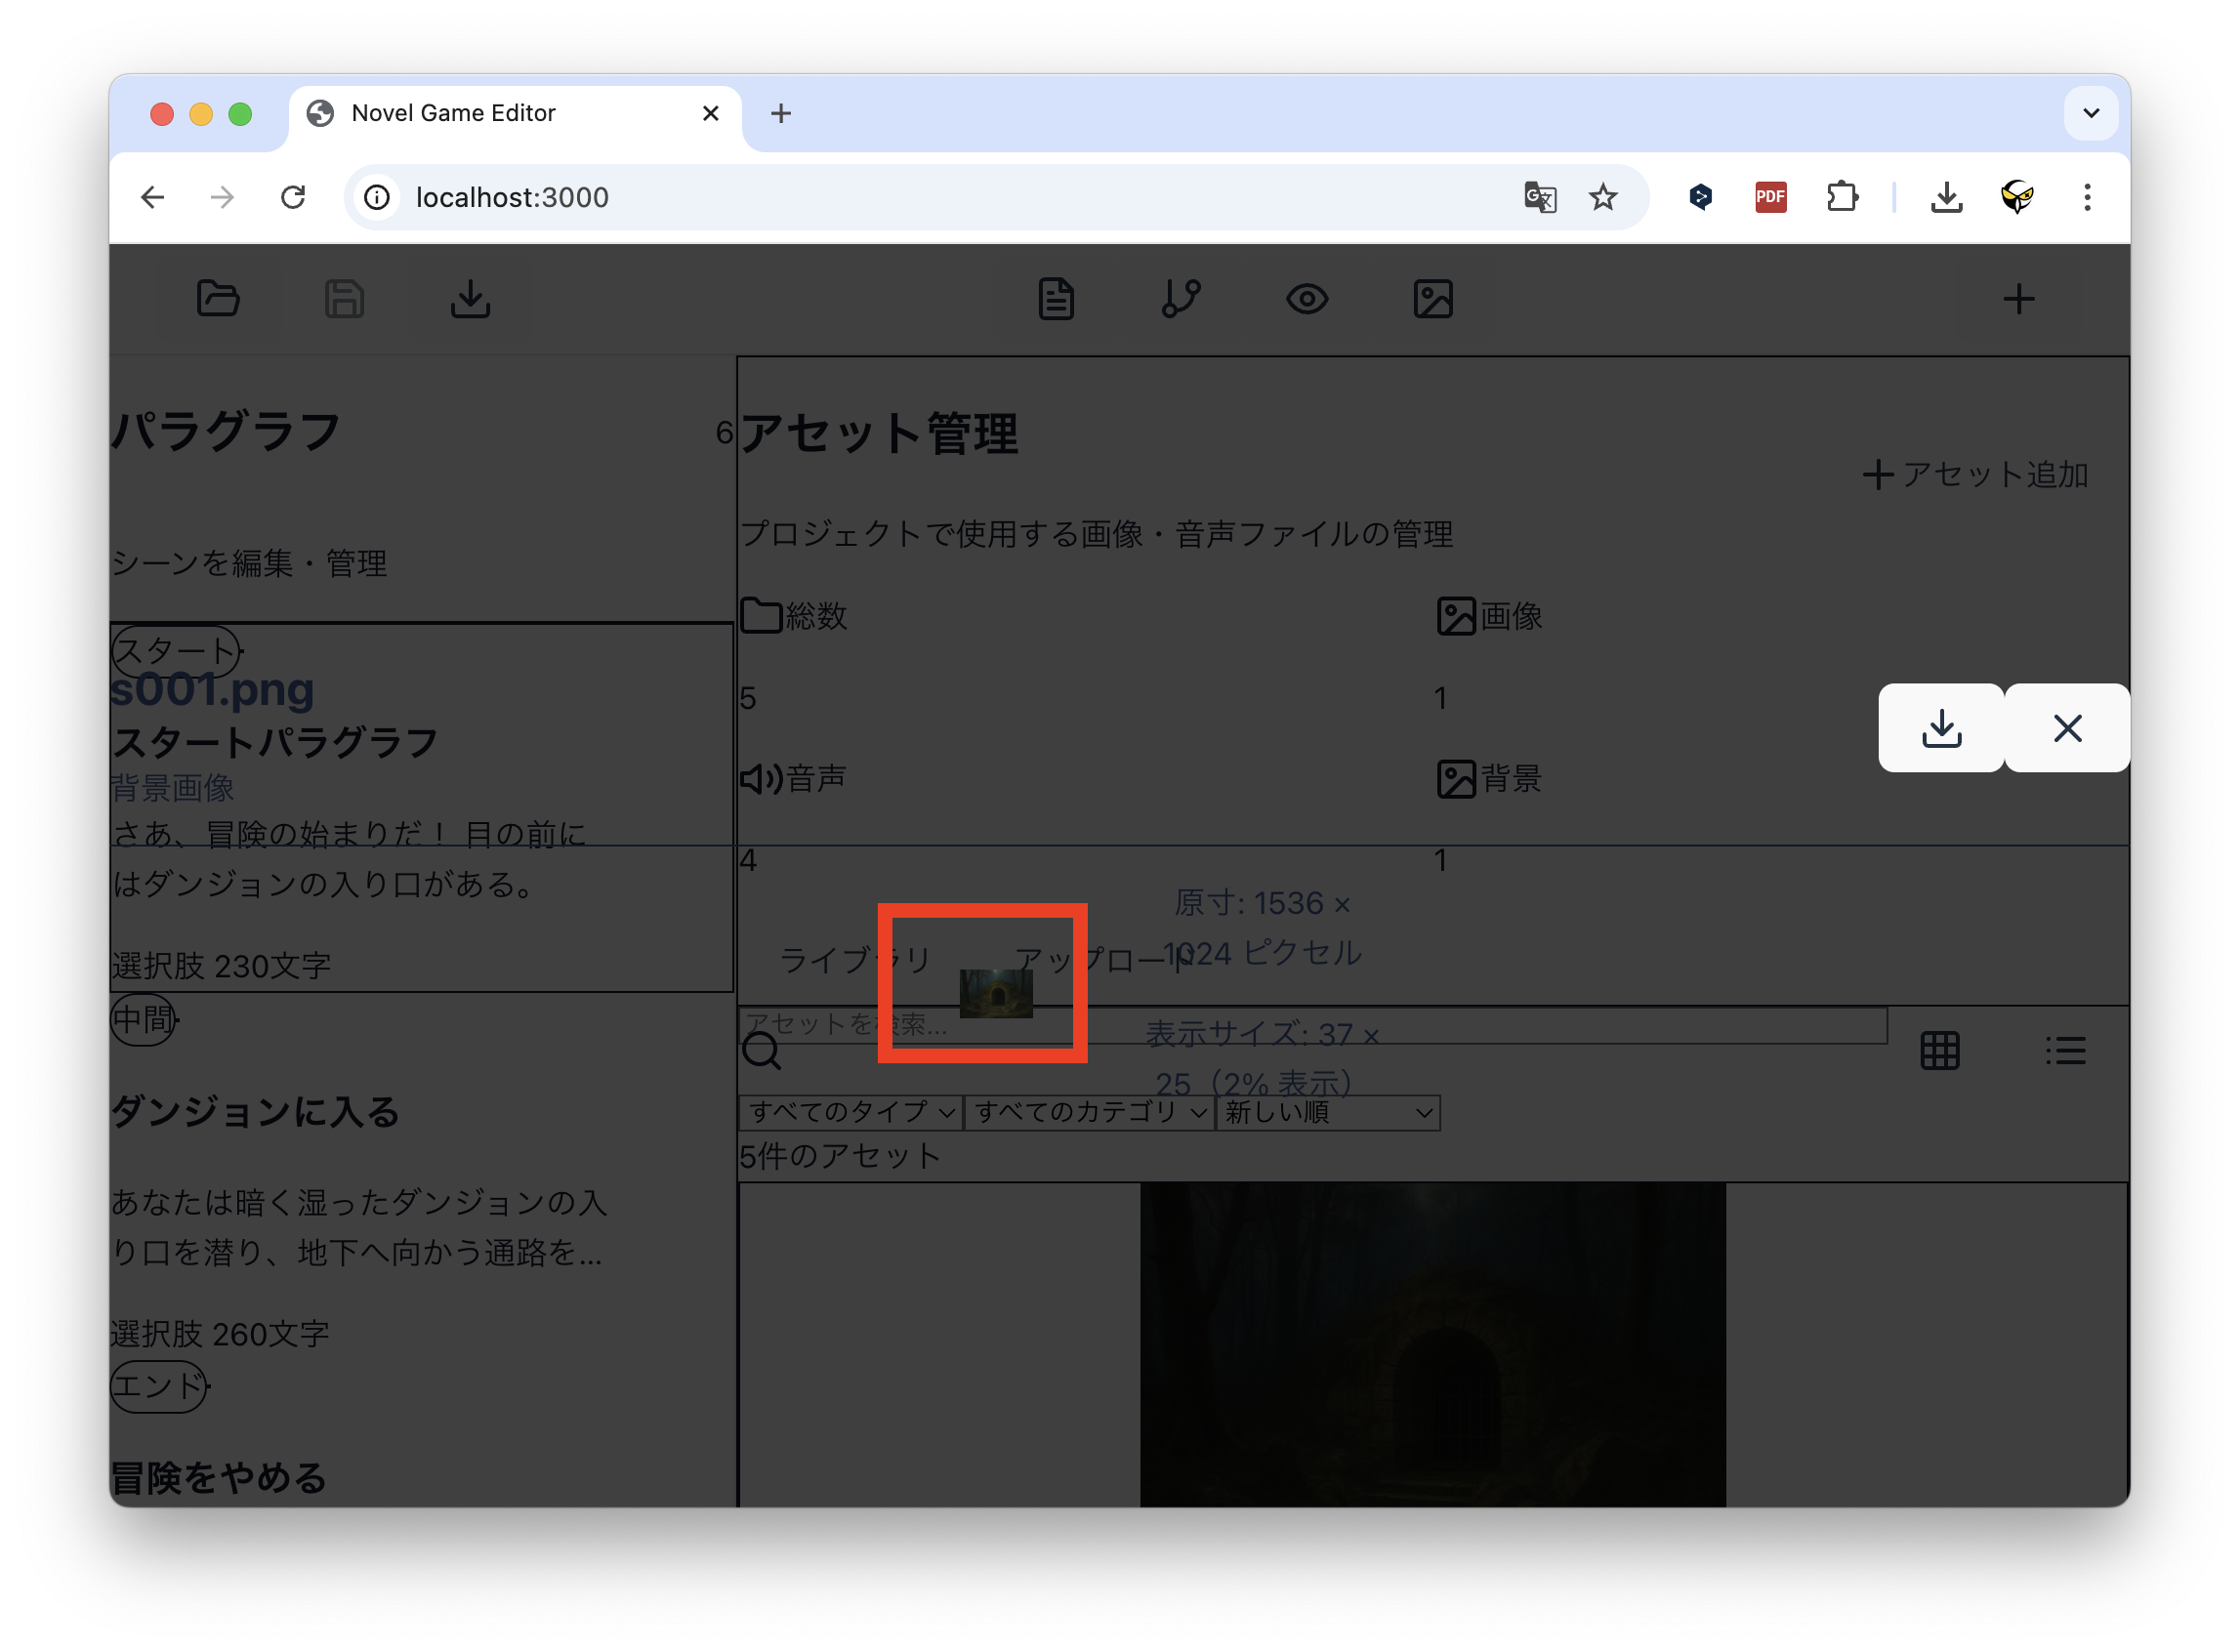 Novel Game Editor
localhost:3000
PDF
パラグラフ
6
シーンを編集・管理
スタート
s001.png
スタートパラグラフ
背景画像
さあ、冒険の始まりだ！ 目の前に
はダンジョンの入り口がある。
選択肢 230文字
中間
ダンジョンに入る
あなたは暗く湿ったダンジョンの入
り口を潜り、地下へ向かう通路を...
選択肢 260文字
エンド
冒険をやめる
アセット管理
アセット追加
プロジェクトで使用する画像・音声ファイルの管理
総数
画像
5
1
音声
背景
4
1
原寸: 1536 ×
1024 ピクセル
ライブラリ
アップロード
アセットを検索...
表示サイズ: 37 ×
25（2% 表示）
すべてのタイプ
すべてのカテゴリ
新しい順
5件のアセット